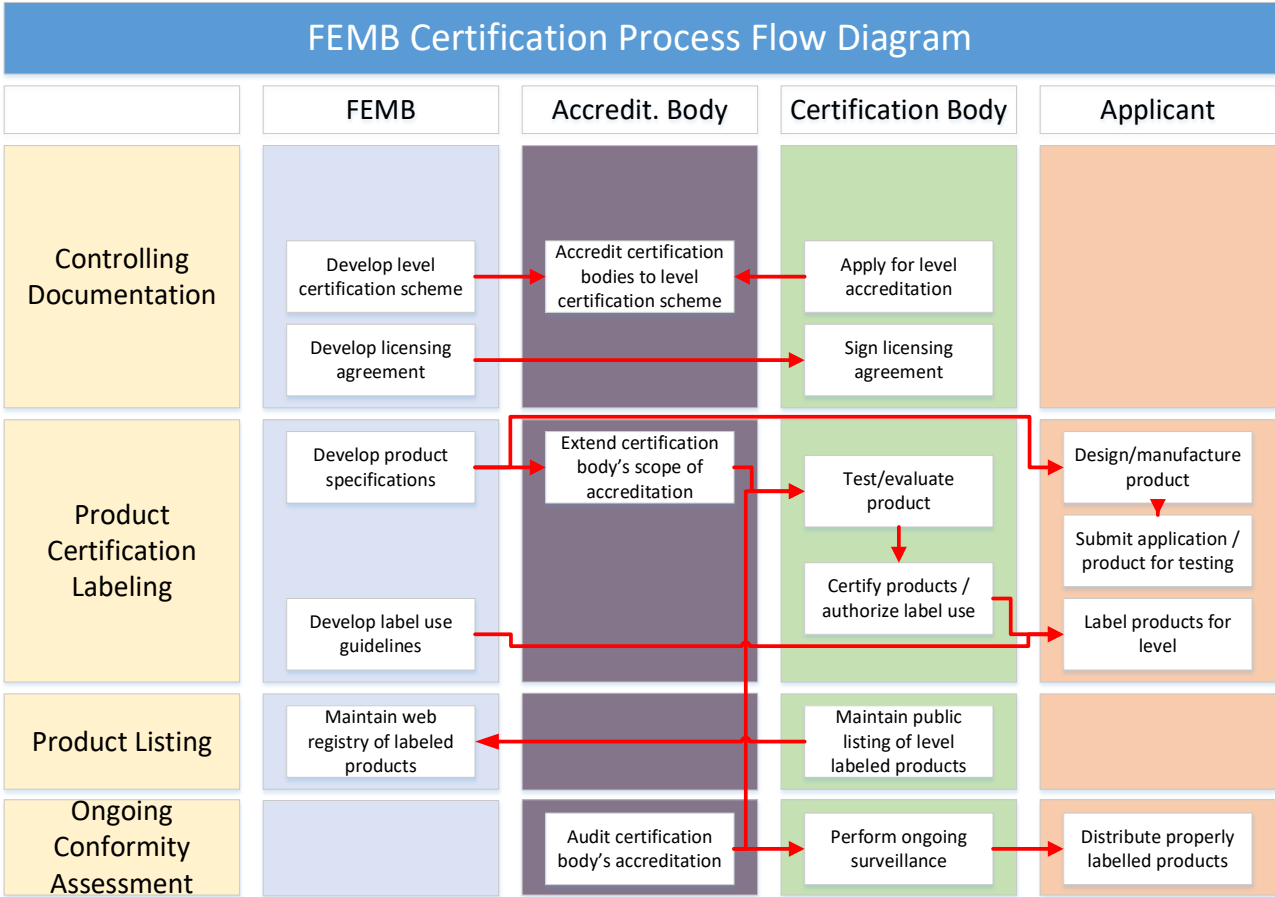 FEMB Certification Process Flow Diagram
FEMB
Accredit. Body
Certification Body
Applicant
Controlling
Documentation
Develop level
certification scheme
Accredit certification
bodies to level
certification scheme
Apply for level
accreditation
Develop licensing
agreement
Sign licensing
agreement
Product
Certification
Labeling
Develop product
specifications
Extend certification
body’s scope of
accreditation
Test/evaluate
product
Design/manufacture
product
Submit application /
product for testing
Certify products /
authorize label use
Develop label use
guidelines
Label products for
level
Product Listing
Maintain web
registry of labeled
products
Maintain public
listing of level
labeled products
Ongoing
Conformity
Assessment
Audit certification
body’s accreditation
Perform ongoing
surveillance
Distribute properly
labelled products